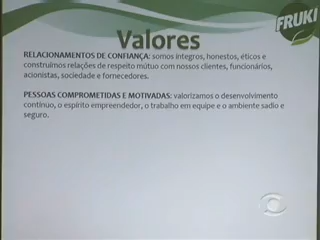 FRUKI
Valores
RELACIONAMENTOS DE CONFIANÇA: somos íntegros, honestos, éticos e
construímos relações de respeito mútuo com nossos clientes, funcionários,
acionistas, sociedade e fornecedores.
PESSOAS COMPROMETIDAS E MOTIVADAS: valorizamos o desenvolvimento
contínuo, o espírito empreendedor, o trabalho em equipe e o ambiente sadio e
seguro.